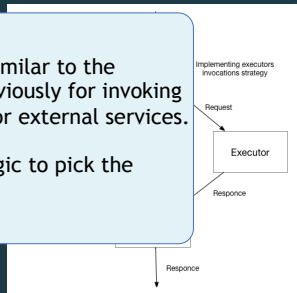 milar to the
viously for invoking
or external services.
gic to pick the
Implementing executors
invocations strategy
Request
Executor
Responce
Responce